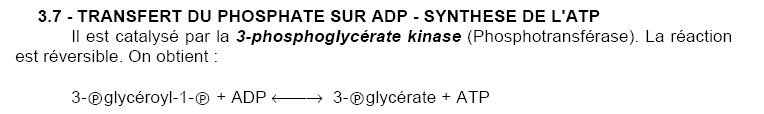 3.7 - TRANSFERT DU PHOSPHATE SUR ADP - SYNTHESE DE L'ATP
Il est catalysé par la 3-phosphoglycérate kinase (Phosphotransférase). La réaction
est réversible. On obtient :
3-Ⓟglycéroyl-1-Ⓟ + ADP ⟵⟶ 3-Ⓟglycérate + ATP